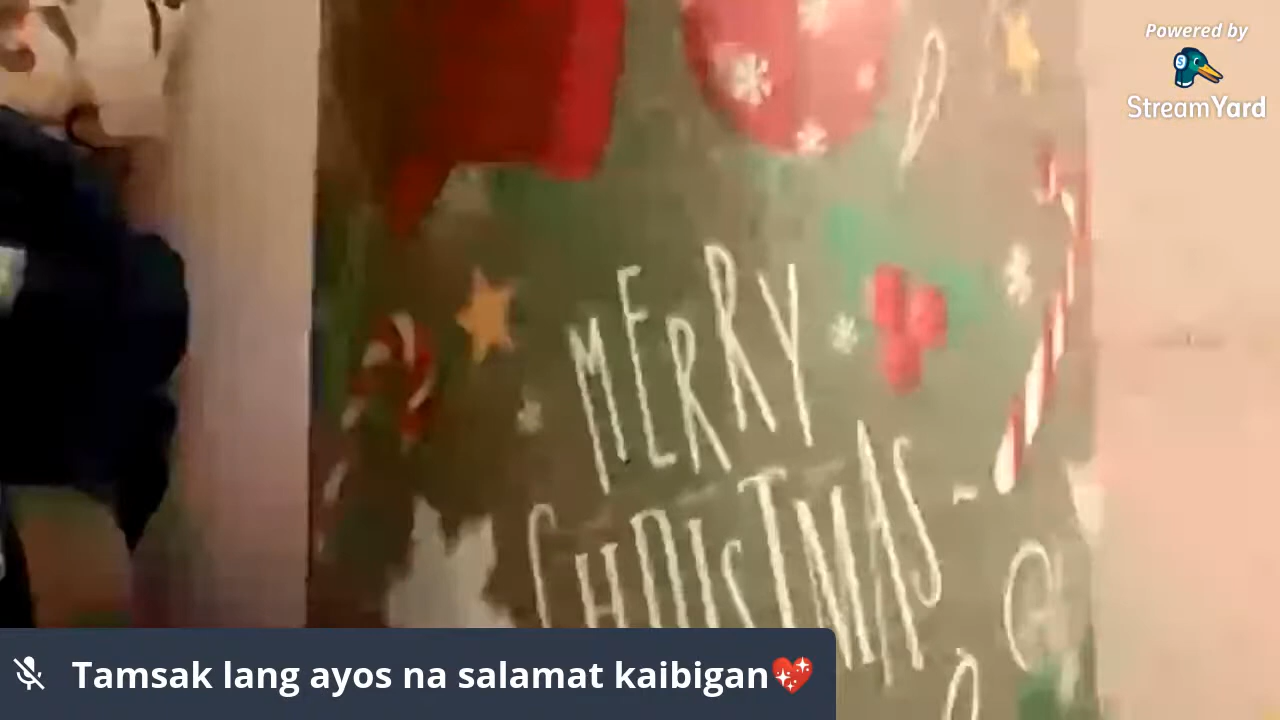 Powered by
StreamYard
MERRY
CHRISTMAS
Tamsak lang ayos na salamat kaibigan💖